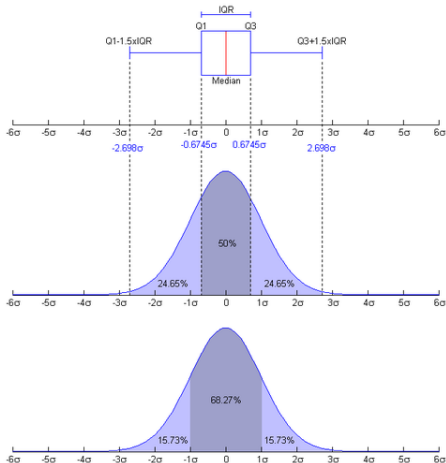 IQR
Q1 Q3
Q1-1.5xIQR Q3+1.5xIQR
Median
-6σ -5σ -4σ -3σ -2σ -1σ 0 1σ 2σ 3σ 4σ 5σ 6σ
-2.698σ -0.6745σ 0.6745σ 2.698σ
50%
24.65% 24.65%
-6σ -5σ -4σ -3σ -2σ -1σ 0 1σ 2σ 3σ 4σ 5σ 6σ
68.27%
15.73% 15.73%
-6σ -5σ -4σ -3σ -2σ -1σ 0 1σ 2σ 3σ 4σ 5σ 6σ